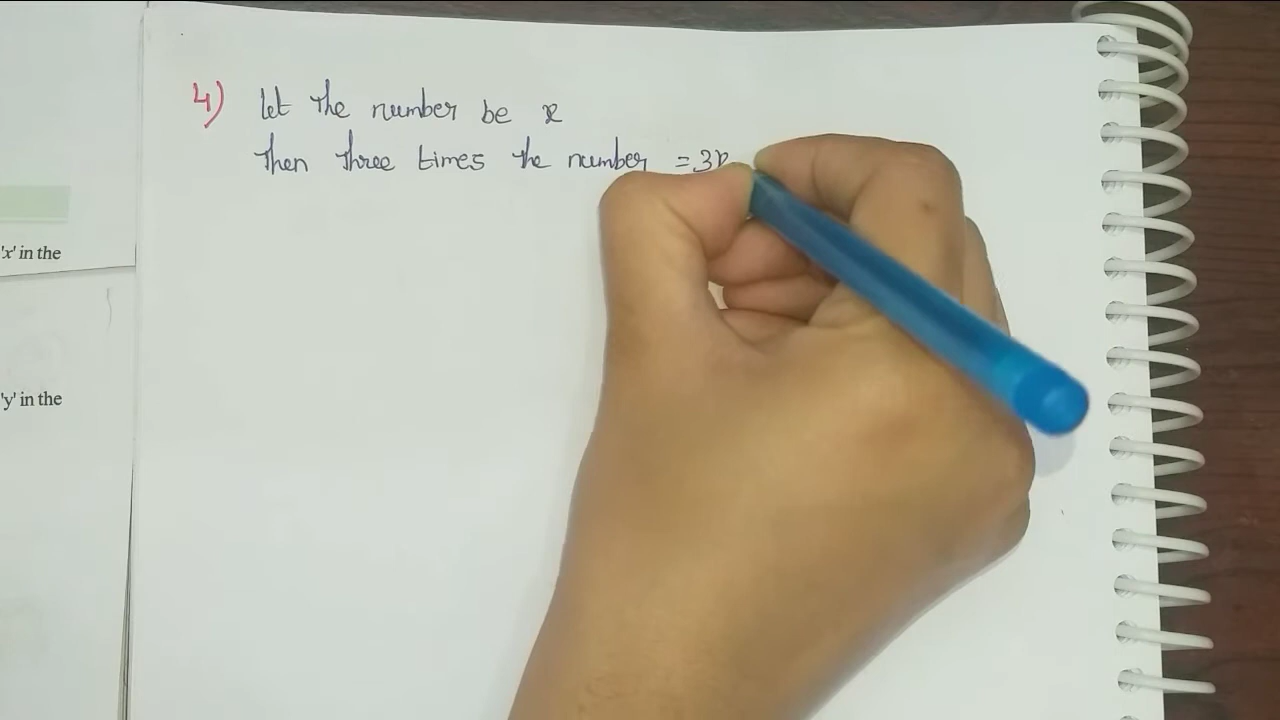 'x' in the
'y' in the
4) let the number be x
Then three times the number = 3x